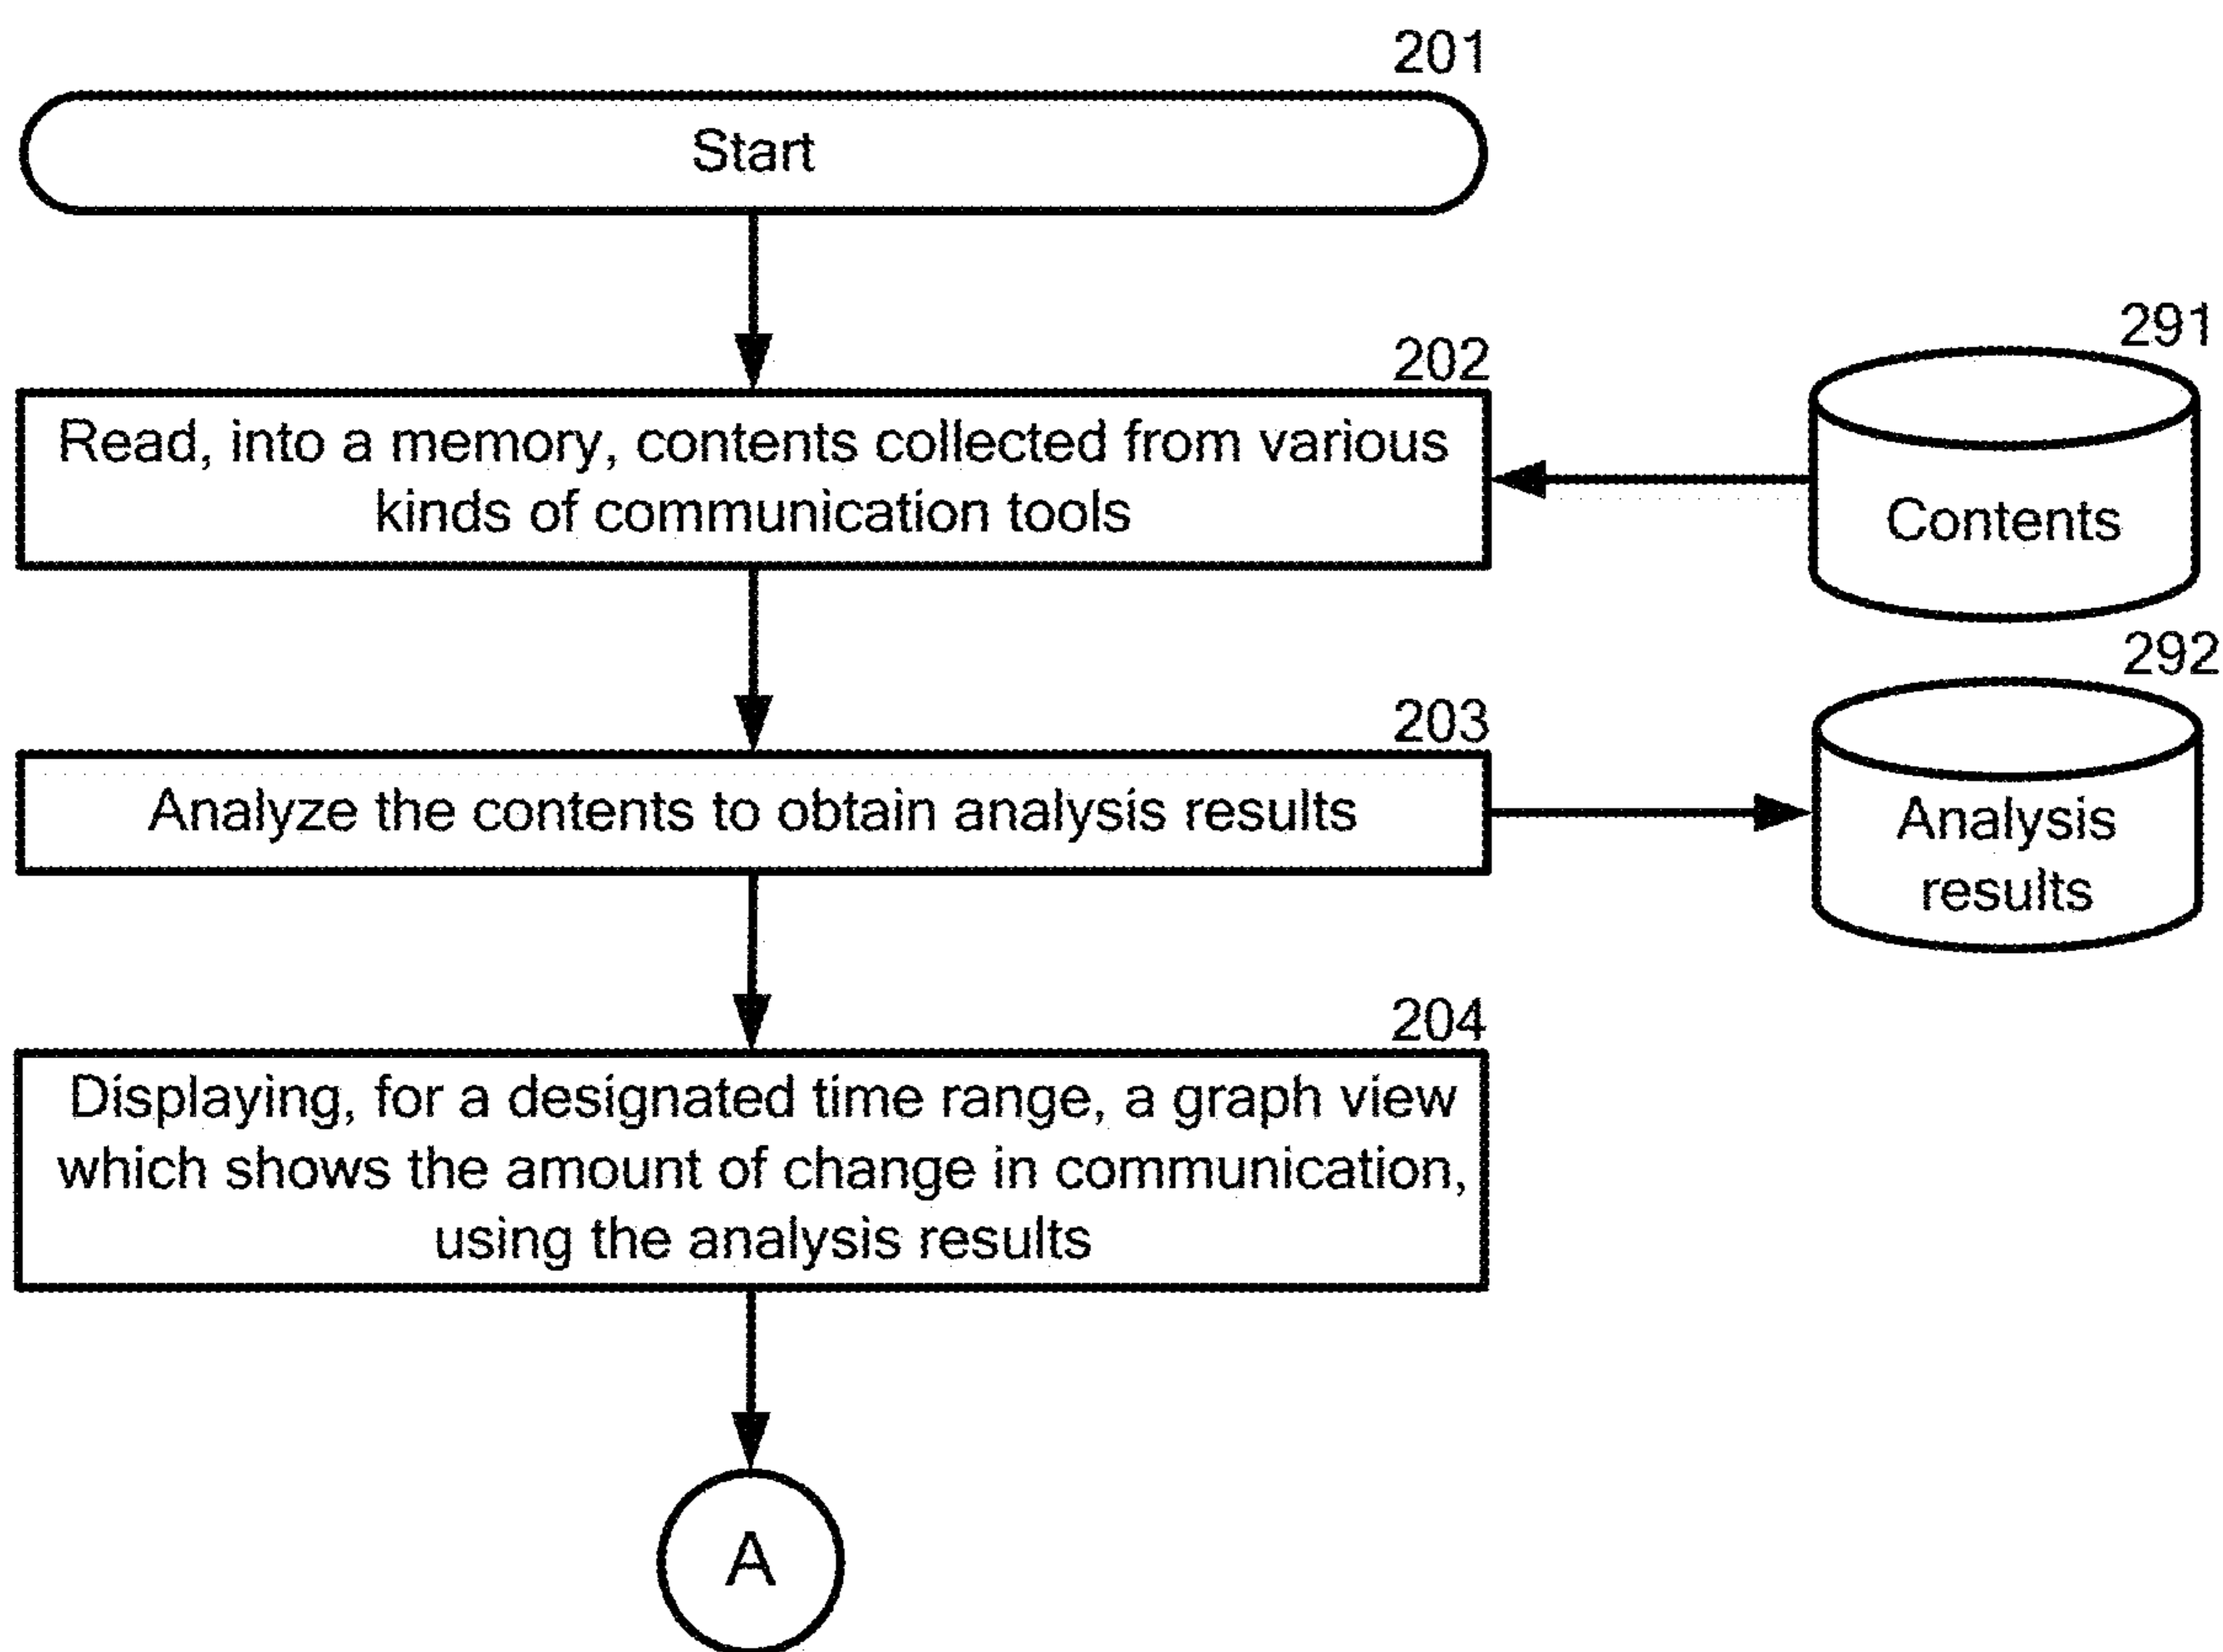 201
Start
202
Read, into a memory, contents collected from various
kinds of communication tools
291
Contents
203
Analyze the contents to obtain analysis results
292
Analysis
results
204
Displaying, for a designated time range, a graph view
which shows the amount of change in communication,
using the analysis results
A